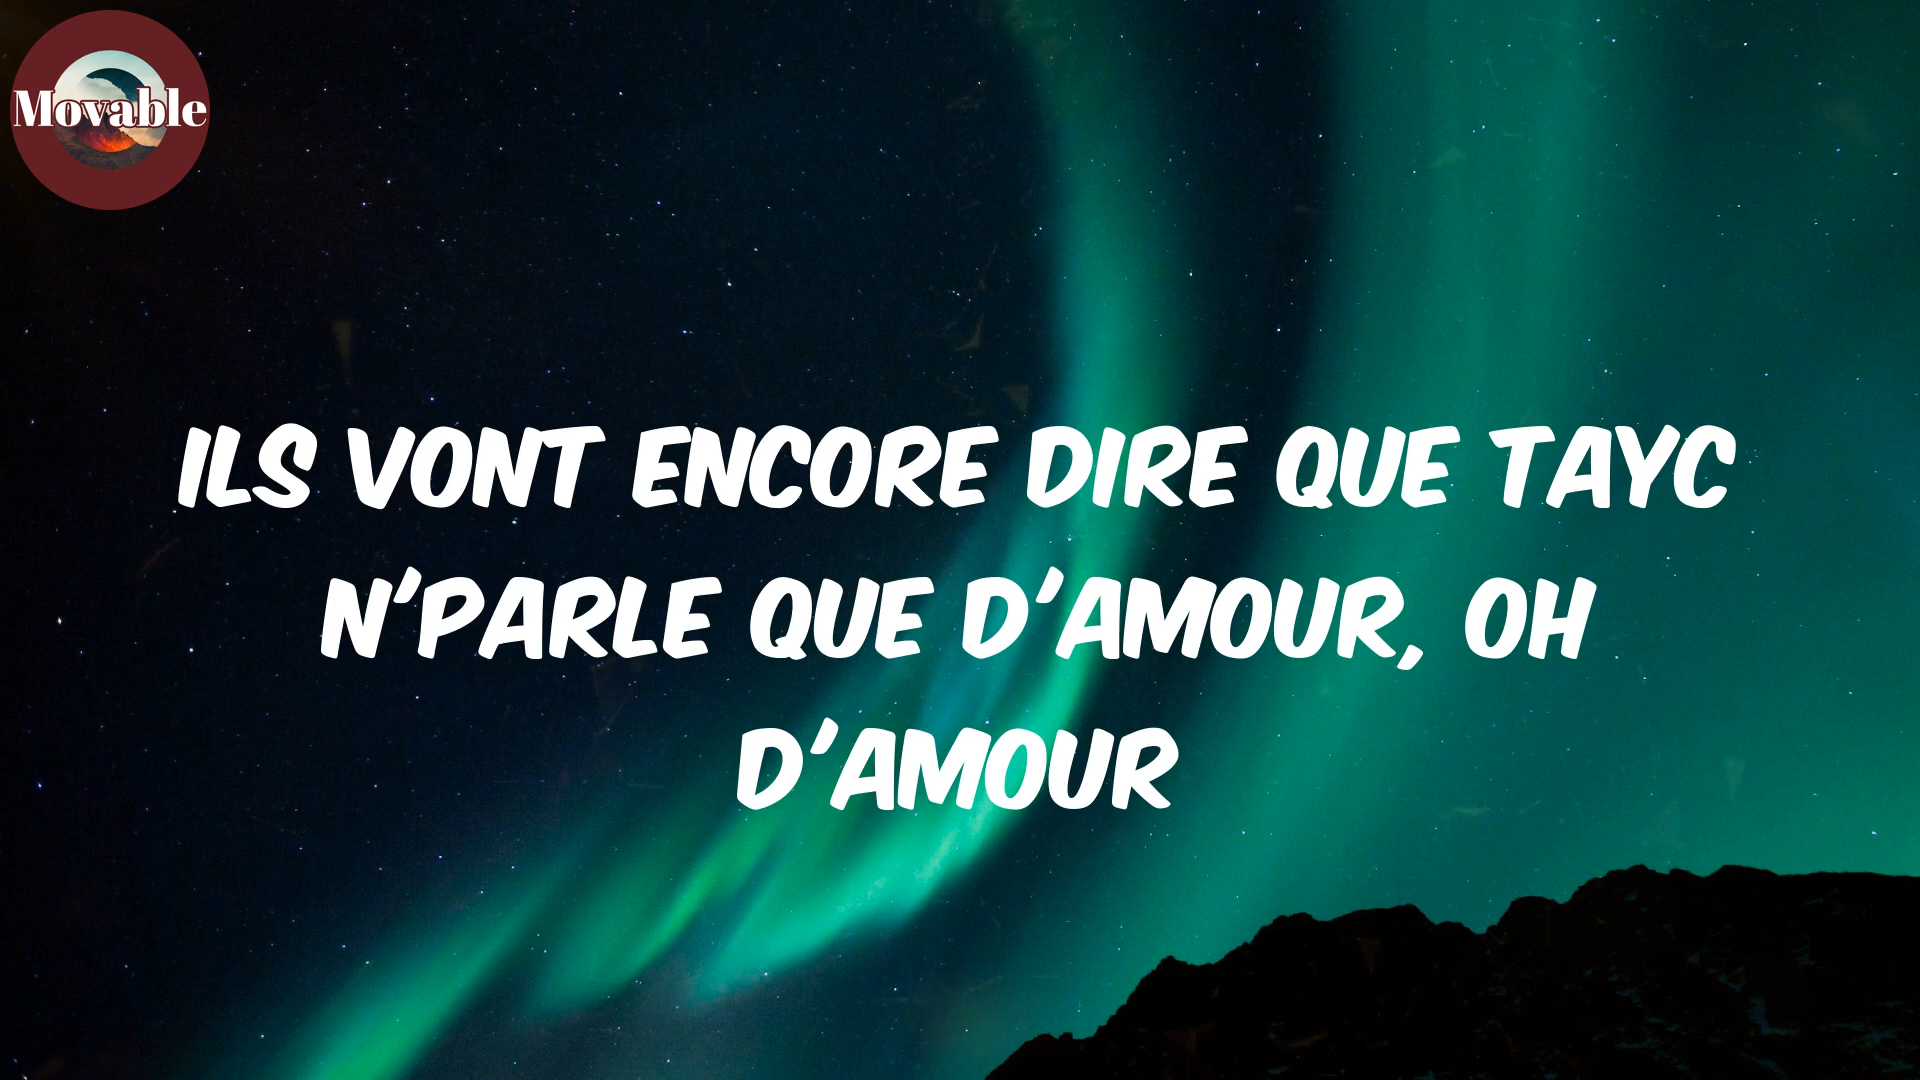 Movable
ILS VONT ENCORE DIRE QUE TAYC
N'PARLE QUE D'AMOUR, OH
D'AMOUR